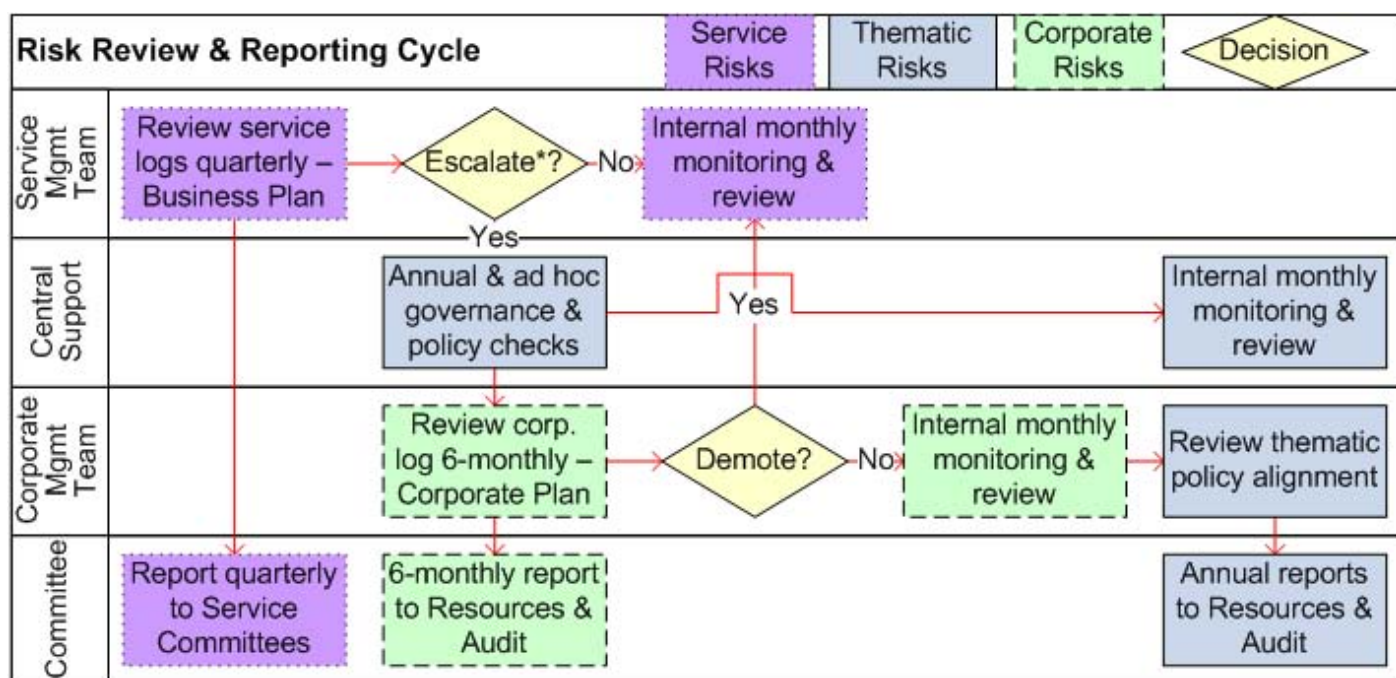 Risk Review & Reporting Cycle
Service
Risks
Thematic
Risks
Corporate
Risks
Decision
Service
Mgmt
Team
Review service
logs quarterly –
Business Plan
Escalate*?
No
Internal monthly
monitoring &
review
Yes
Central
Support
Annual & ad hoc
governance &
policy checks
Yes
Internal monthly
monitoring &
review
Corporate
Mgmt
Team
Review corp.
log 6-monthly –
Corporate Plan
Demote?
No
Internal monthly
monitoring &
review
Review thematic
policy alignment
Committee
Report quarterly
to Service
Committees
6-monthly report
to Resources &
Audit
Annual reports
to Resources &
Audit